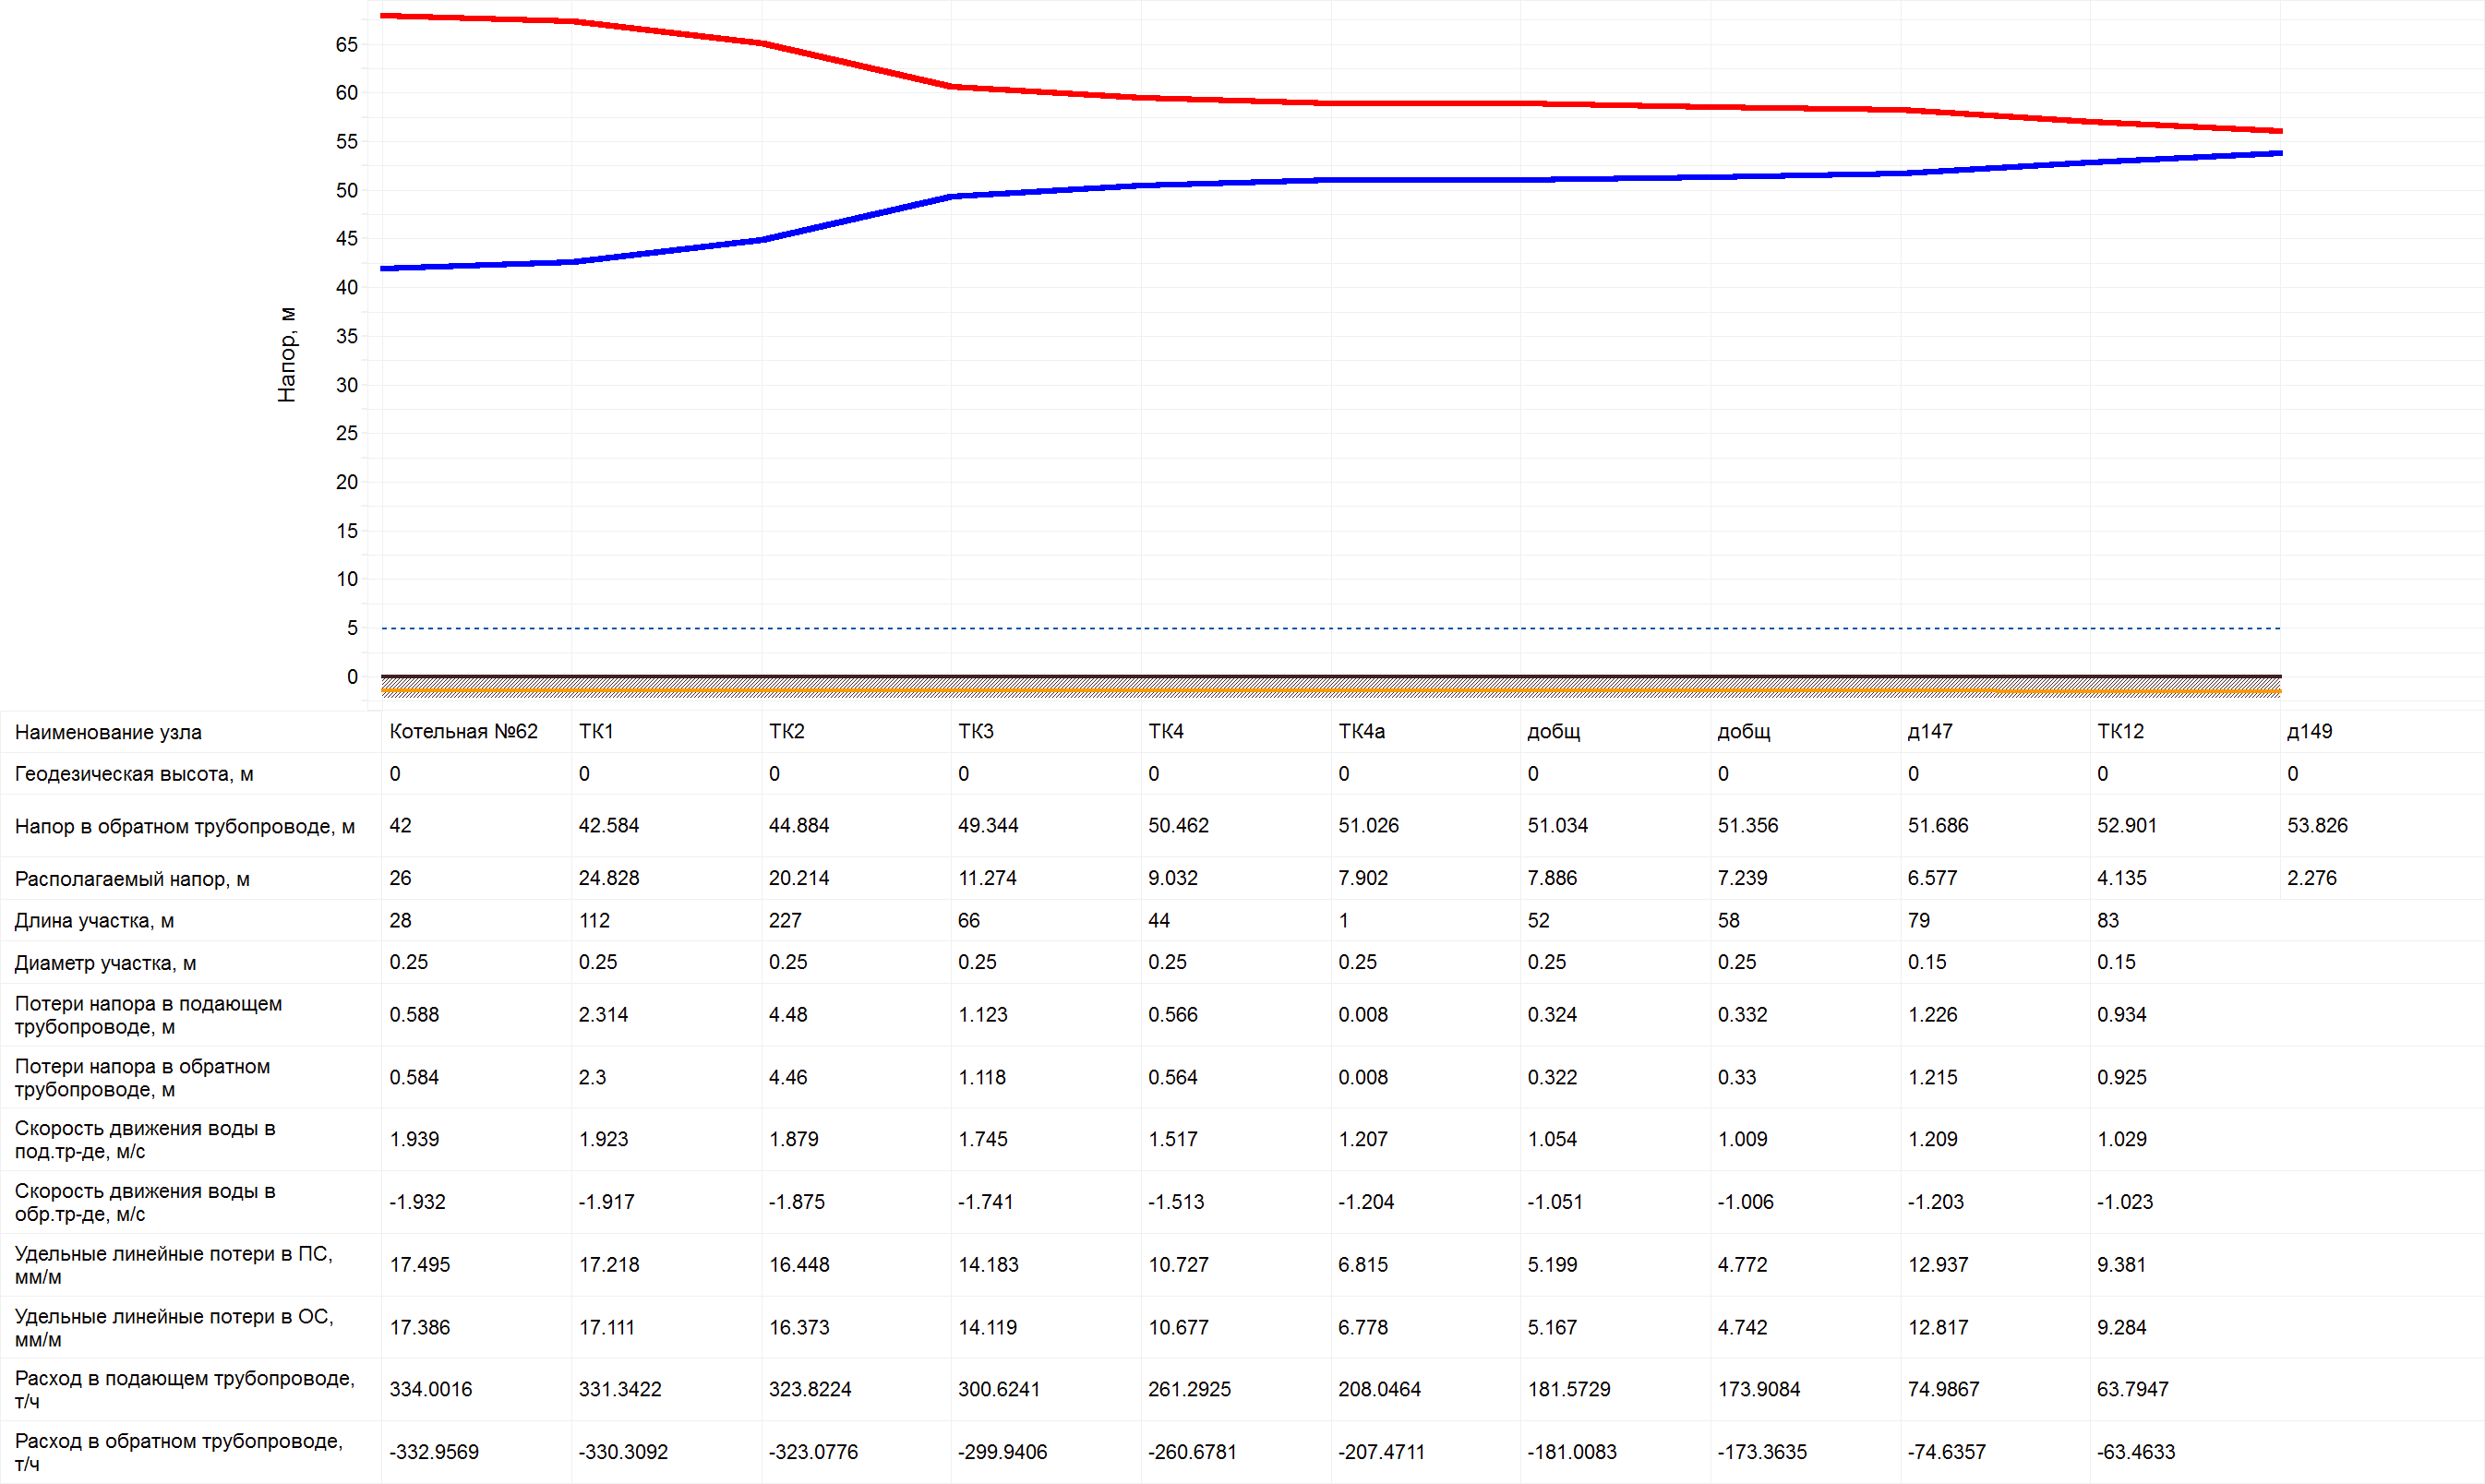 65
60
55
50
45
40
35
30
25
20
15
10
5
0
Напор, м
Наименование узла Котельная №62 ТК1 ТК2 ТК3 ТК4 ТК4а добщ добщ д147 ТК12 д149
Геодезическая высота, м 0 0 0 0 0 0 0 0 0 0 0
Напор в обратном трубопроводе, м 42 42.584 44.884 49.344 50.462 51.026 51.034 51.356 51.686 52.901 53.826
Располагаемый напор, м 26 24.828 20.214 11.274 9.032 7.902 7.886 7.239 6.577 4.135 2.276
Длина участка, м 28 112 227 66 44 1 52 58 79 83
Диаметр участка, м 0.25 0.25 0.25 0.25 0.25 0.25 0.25 0.25 0.15 0.15
Потери напора в подающем
трубопроводе, м 0.588 2.314 4.48 1.123 0.566 0.008 0.324 0.332 1.226 0.934
Потери напора в обратном
трубопроводе, м 0.584 2.3 4.46 1.118 0.564 0.008 0.322 0.33 1.215 0.925
Скорость движения воды в
под.тр-де, м/с 1.939 1.923 1.879 1.745 1.517 1.207 1.054 1.009 1.209 1.029
Скорость движения воды в
обр.тр-де, м/с -1.932 -1.917 -1.875 -1.741 -1.513 -1.204 -1.051 -1.006 -1.203 -1.023
Удельные линейные потери в ПС,
мм/м 17.495 17.218 16.448 14.183 10.727 6.815 5.199 4.772 12.937 9.381
Удельные линейные потери в ОС,
мм/м 17.386 17.111 16.373 14.119 10.677 6.778 5.167 4.742 12.817 9.284
Расход в подающем трубопроводе,
т/ч 334.0016 331.3422 323.8224 300.6241 261.2925 208.0464 181.5729 173.9084 74.9867 63.7947
Расход в обратном трубопроводе,
т/ч -332.9569 -330.3092 -323.0776 -299.9406 -260.6781 -207.4711 -181.0083 -173.3635 -74.6357 -63.4633